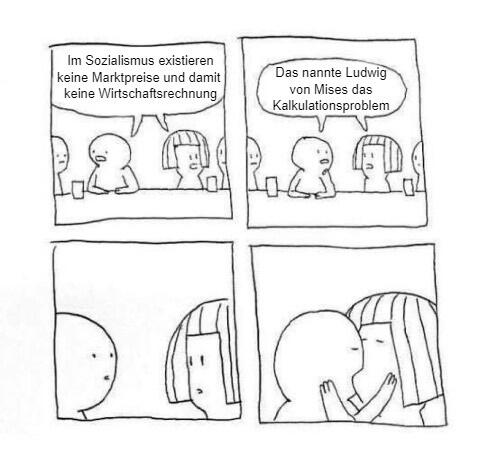 Im Sozialismus existieren
keine Marktpreise und damit
keine Wirtschaftsrechnung
Das nannte Ludwig
von Mises das
Kalkulationsproblem